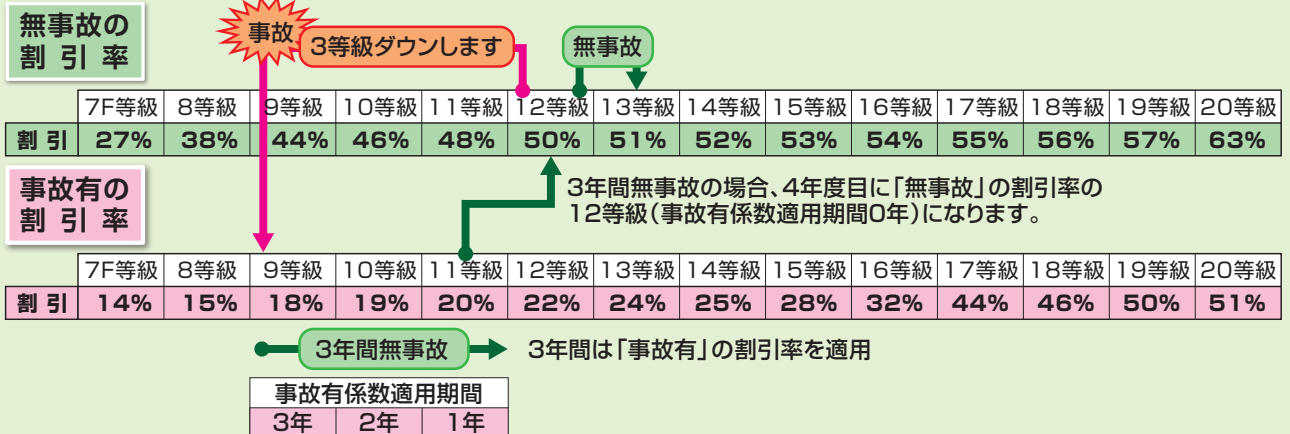 無事故の
割引率
事故
3等級ダウンします
無事故
7F等級 8等級 9等級 10等級 11等級 12等級 13等級 14等級 15等級 16等級 17等級 18等級 19等級 20等級
割引 27% 38% 44% 46% 48% 50% 51% 52% 53% 54% 55% 56% 57% 63%
事故有の
割引率
3年間無事故の場合、4年度目に「無事故」の割引率の
12等級(事故有係数適用期間0年)になります。
7F等級 8等級 9等級 10等級 11等級 12等級 13等級 14等級 15等級 16等級 17等級 18等級 19等級 20等級
割引 14% 15% 18% 19% 20% 22% 24% 25% 28% 32% 44% 46% 50% 51%
3年間無事故
3年間は「事故有」の割引率を適用
事故有係数適用期間
3年 2年 1年